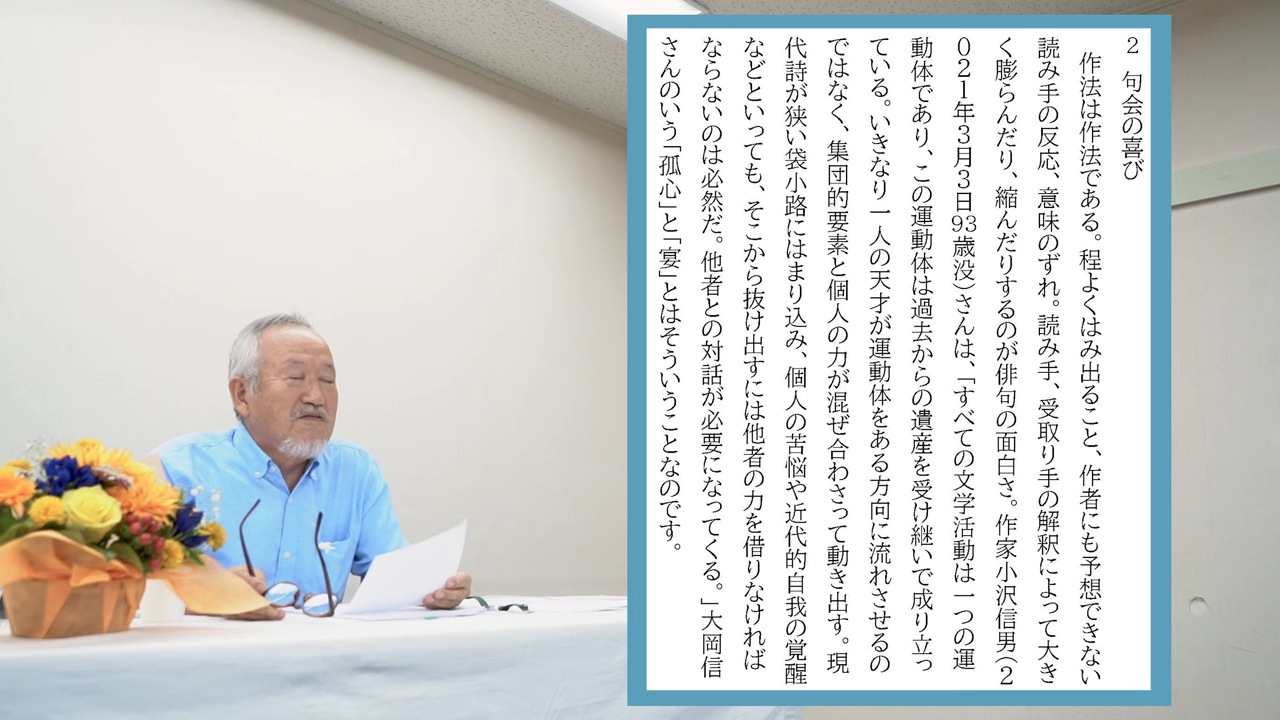 2 句会の喜び
作法は作法である。程よくはみ出ること、作者にも予想できない
読み手の反応、意味のずれ。読み手、受取り手の解釈によって大き
く膨らんだり、縮んだりするのが俳句の面白さ。作家小沢信男(2
021年3月3日93歳没)さんは、「すべての文学活動は一つの運
動体であり、この運動体は過去からの遺産を受け継いで成り立っ
ている。いきなり一人の天才が運動体をある方向に流れさせるの
ではなく、集団的要素と個人の力が混ぜ合わさって動き出す。現
代詩が狭い袋小路にはまり込み、個人の苦悩や近代的自我の覚醒
などといっても、そこから抜け出すには他者の力を借りなければ
ならないのは必然だ。他者との対話が必要になってくる。」大岡信
さんのいう「孤心」と「宴」とはそういうことなのです。